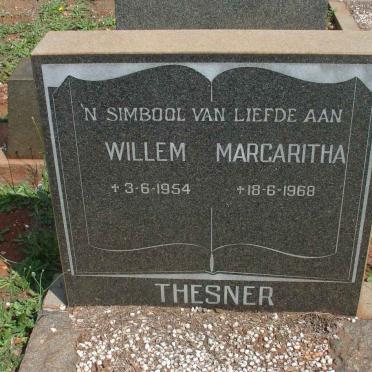 'N SIMBOOL VAN LIEFDE AAN
WILLEM MARGARITHA
+3-6-1954 +18-6-1968
THESNER